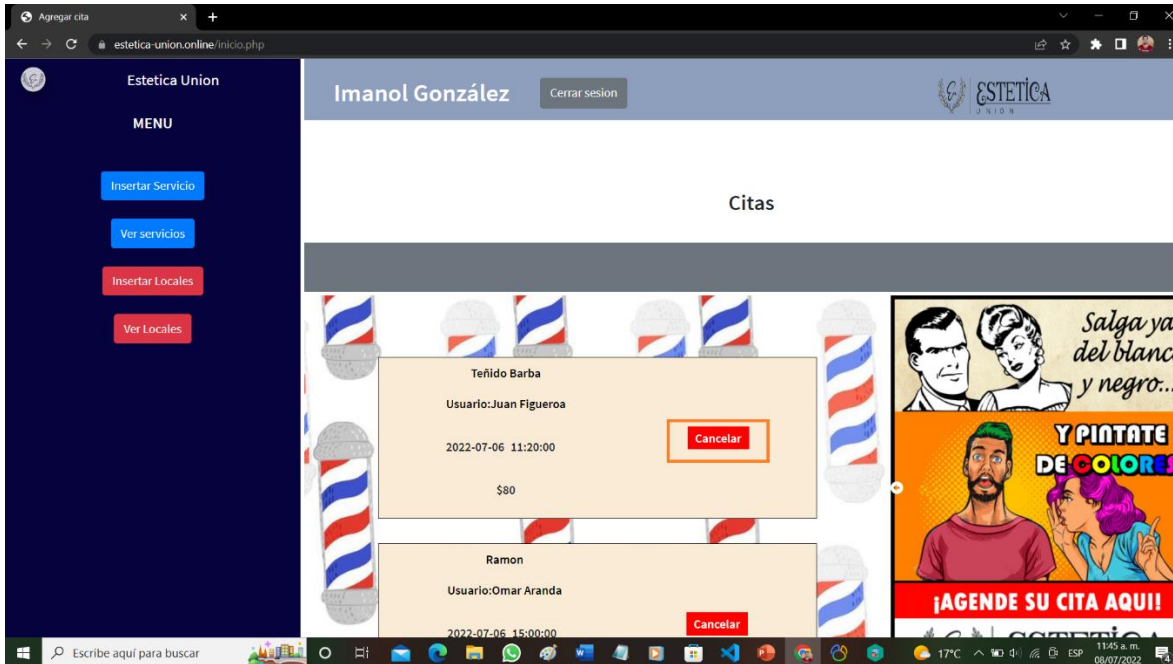 Agregar cita
estetica-union.online/inicio.php
Estetica Union
MENU
Insertar Servicio
Ver servicios
Insertar Locales
Ver Locales
Imanol González
Cerrar sesion
ESTETICA
UNION
Citas
Teñido Barba
Usuario:Juan Figueroa
2022-07-06 11:20:00
$80
Cancelar
Ramon
Usuario:Omar Aranda
2022-07-06 15:00:00
Cancelar
Salga ya
del blanc
y negro...
Y PINTATE
DE COLORES
¡AGENDE SU CITA AQUI!
ESTETICA
Escribe aquí para buscar
17°C
ESP
11:45 a. m.
08/07/2022